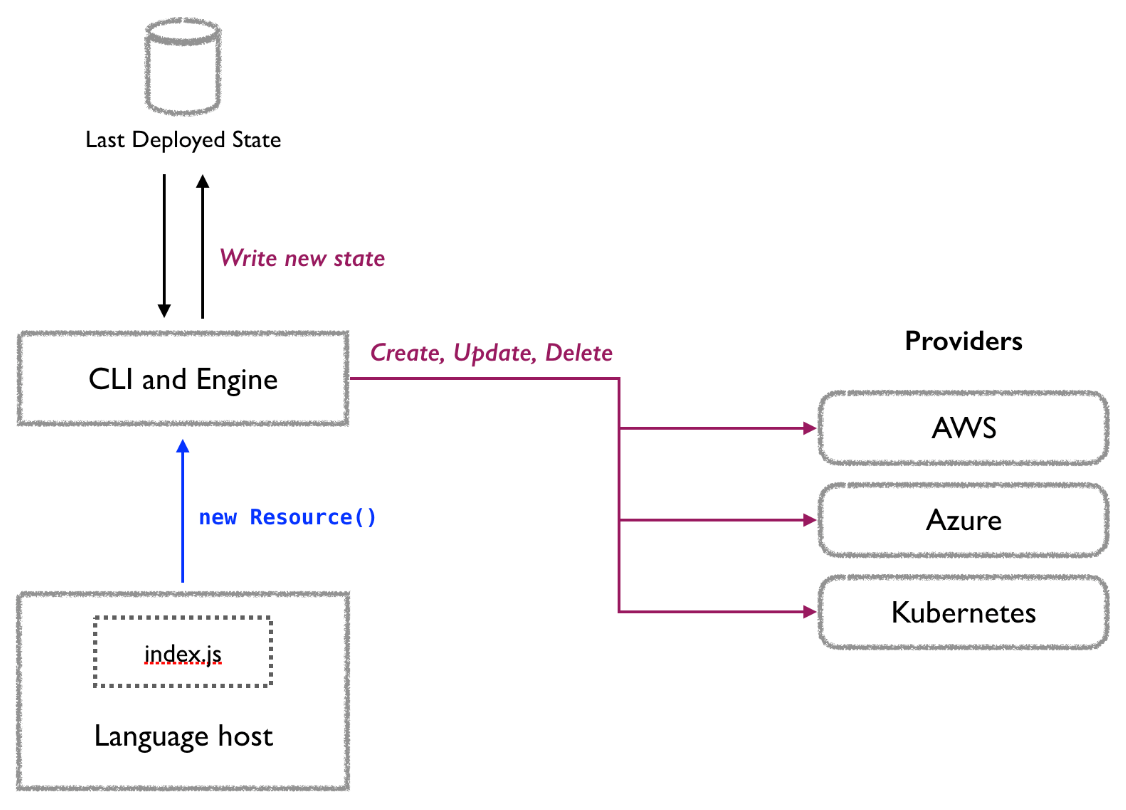 Last Deployed State
Write new state
Create, Update, Delete
Providers
CLI and Engine
AWS
new Resource()
Azure
Kubernetes
index.js
Language host